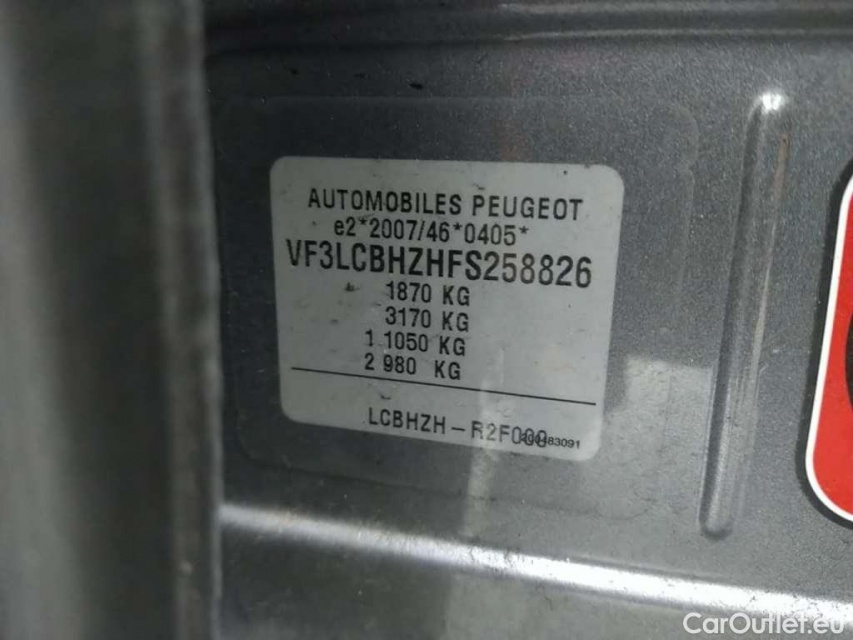 AUTOMOBILES PEUGEOT
e2*2007/46*0405*
VF3LCBHZHFS258826
1870 KG
3170 KG
1 1050 KG
2 980 KG
LCBHZH - R2F000
CarOutlet.eu